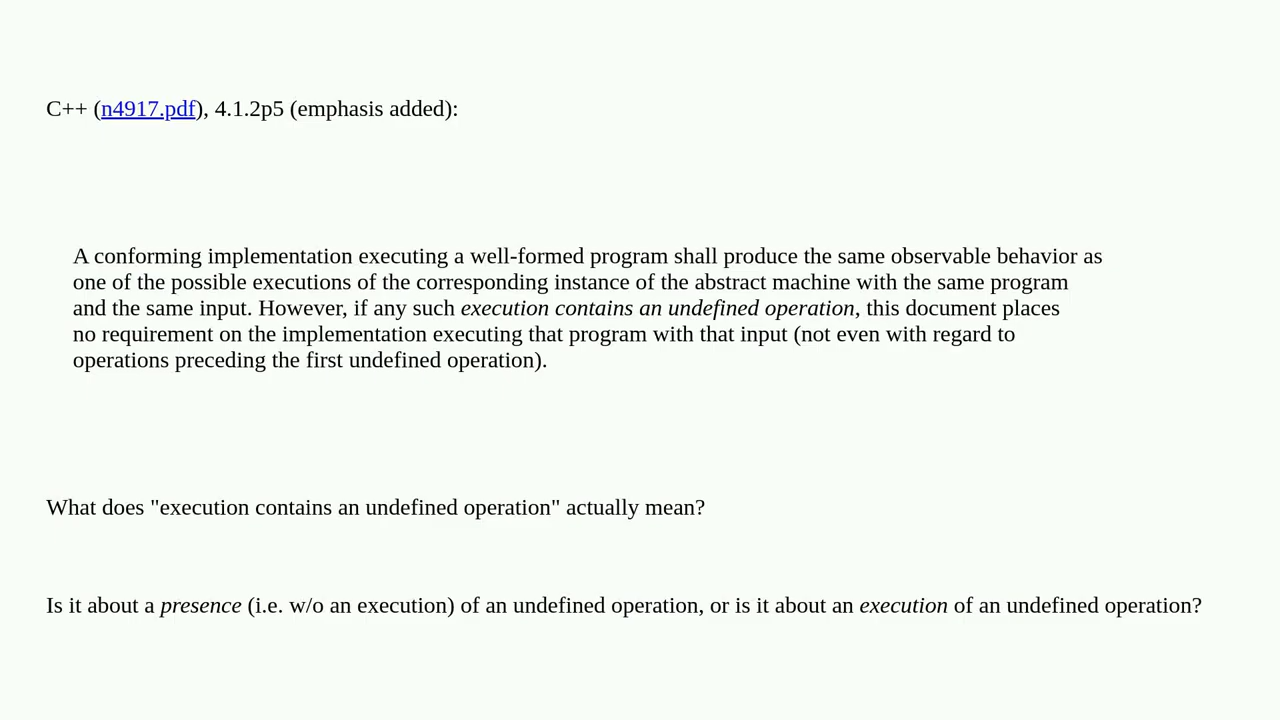 C++ (n4917.pdf), 4.1.2p5 (emphasis added):
A conforming implementation executing a well-formed program shall produce the same observable behavior as
one of the possible executions of the corresponding instance of the abstract machine with the same program
and the same input. However, if any such execution contains an undefined operation, this document places
no requirement on the implementation executing that program with that input (not even with regard to
operations preceding the first undefined operation).
What does "execution contains an undefined operation" actually mean?
Is it about a presence (i.e. w/o an execution) of an undefined operation, or is it about an execution of an undefined operation?